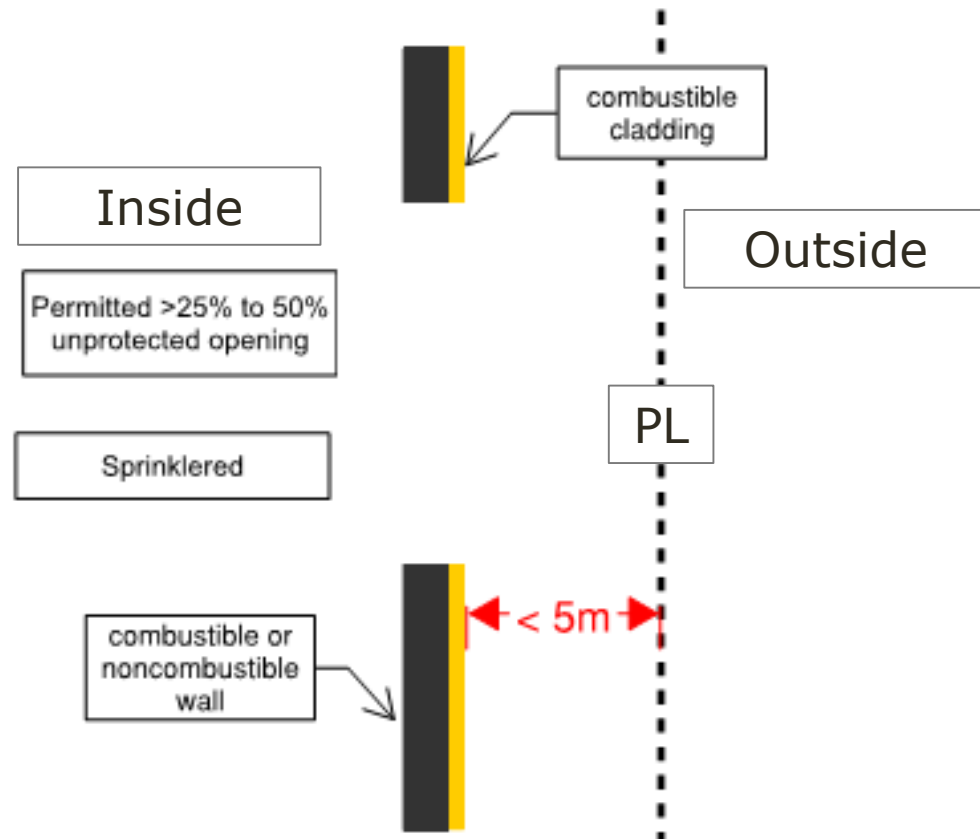 combustible
cladding
Inside
Outside
Permitted >25% to 50%
unprotected opening
PL
Sprinklered
< 5m
combustible or
noncombustible
wall